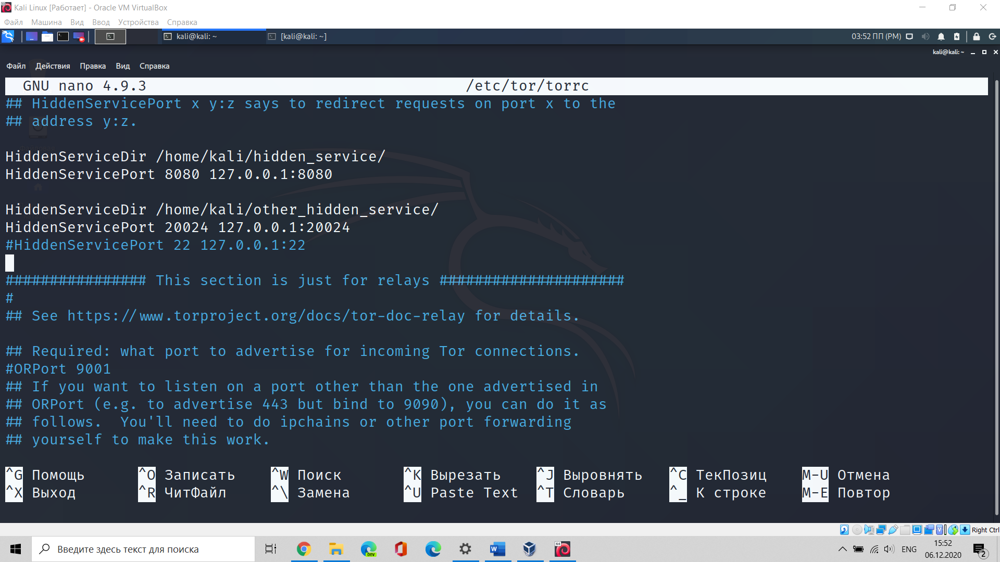 Kali Linux [Работает] - Oracle VM VirtualBox
Файл Машина Вид Ввод Устройства Справка
kali@kali: ~ [kali@kali: ~] 03:52 ПП (PM)
kali@kali: ~
Файл Действия Правка Вид Справка
GNU nano 4.9.3 /etc/tor/torrc
## HiddenServicePort x y:z says to redirect requests on port x to the
## address y:z.
HiddenServiceDir /home/kali/hidden_service/
HiddenServicePort 8080 127.0.0.1:8080
HiddenServiceDir /home/kali/other_hidden_service/
HiddenServicePort 20024 127.0.0.1:20024
#HiddenServicePort 22 127.0.0.1:22
################ This section is just for relays #####################
#
## See https://www.torproject.org/docs/tor-doc-relay for details.
## Required: what port to advertise for incoming Tor connections.
#ORPort 9001
## If you want to listen on a port other than the one advertised in
## ORPort (e.g. to advertise 443 but bind to 9090), you can do it as
## follows.  You'll need to do ipchains or other port forwarding
## yourself to make this work.
^G Помощь ^O Записать ^W Поиск ^K Вырезать ^J Выровнять ^C ТекПозиц M-U Отмена
^X Выход ^R ЧитФайл ^\ Замена ^U Paste Text ^T Словарь ^_ К строке M-E Повтор
Right Ctrl
Введите здесь текст для поиска
DEV
64
ENG
15:52
06.12.2020
2